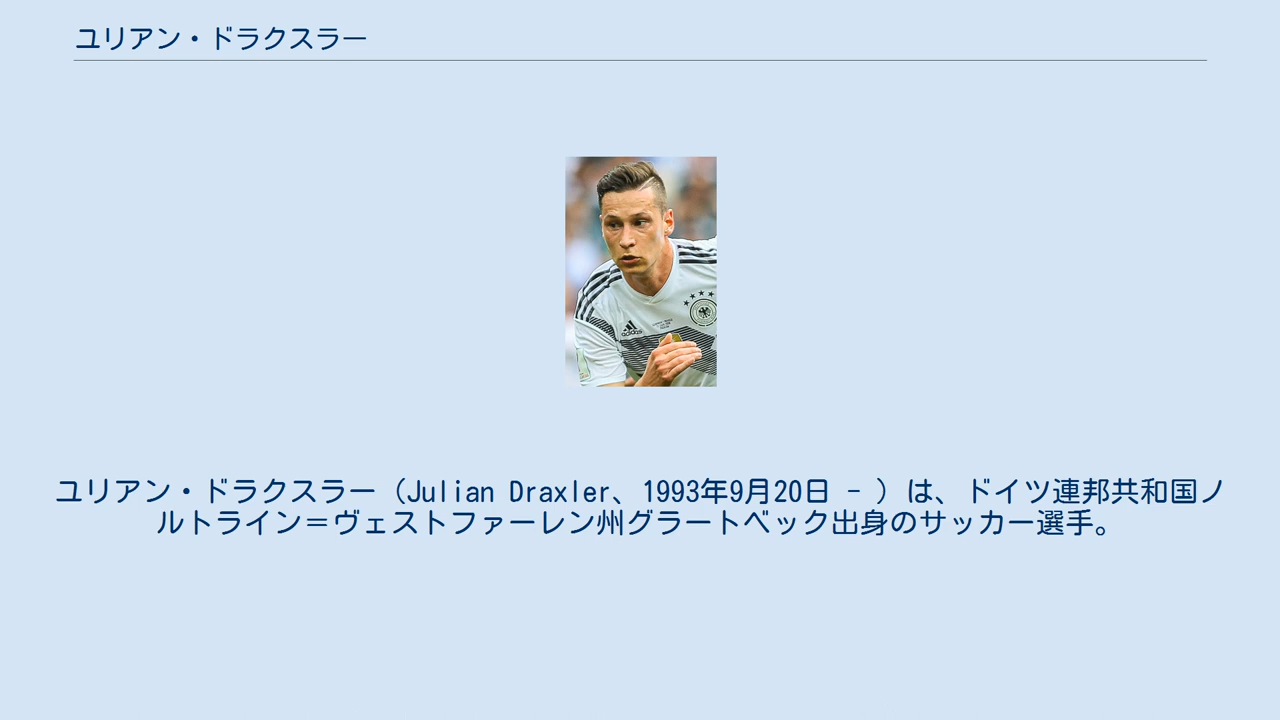 ユリアン・ドラクスラー
adidas
ユリアン・ドラクスラー（Julian Draxler、1993年9月20日 - ）は、ドイツ連邦共和国ノ
ルトライン＝ヴェストファーレン州グラートベック出身のサッカー選手。